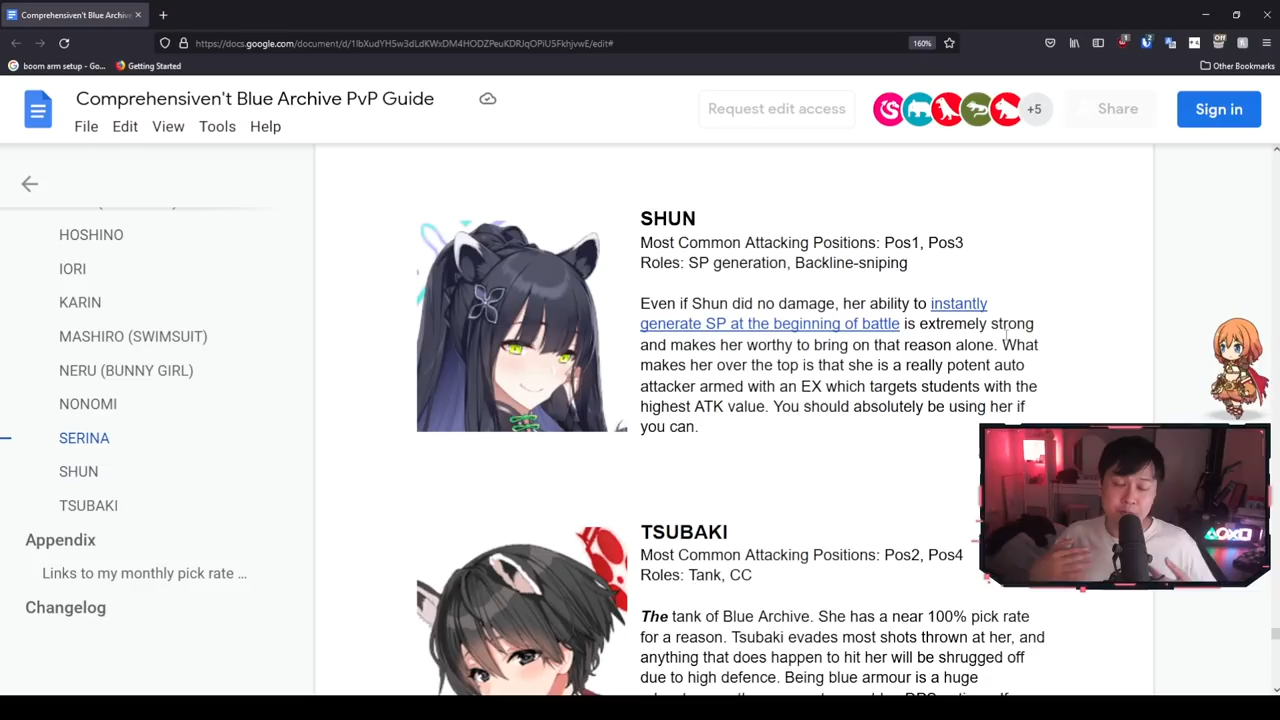 Comprehensiven't Blue Archiv
https://docs.google.com/document/d/1lbXudYH5w3dLdKWxDM4HODZPeuKDRJqOPiU5FkhjvwE/edit#
160%
boom arm setup - Go...
Getting Started
Other Bookmarks
Comprehensiven't Blue Archive PvP Guide
File Edit View Tools Help
Request edit access
+5
Share
Sign in
HOSHINO
IORI
KARIN
MASHIRO (SWIMSUIT)
NERU (BUNNY GIRL)
NONOMI
SERINA
SHUN
TSUBAKI
Appendix
Links to my monthly pick rate ...
Changelog
SHUN
Most Common Attacking Positions: Pos1, Pos3
Roles: SP generation, Backline-sniping
Even if Shun did no damage, her ability to instantly
generate SP at the beginning of battle is extremely strong
and makes her worthy to bring on that reason alone. What
makes her over the top is that she is a really potent auto
attacker armed with an EX which targets students with the
highest ATK value. You should absolutely be using her if
you can.
TSUBAKI
Most Common Attacking Positions: Pos2, Pos4
Roles: Tank, CC
The tank of Blue Archive. She has a near 100% pick rate
for a reason. Tsubaki evades most shots thrown at her, and
anything that does happen to hit her will be shrugged off
due to high defence. Being blue armour is a huge